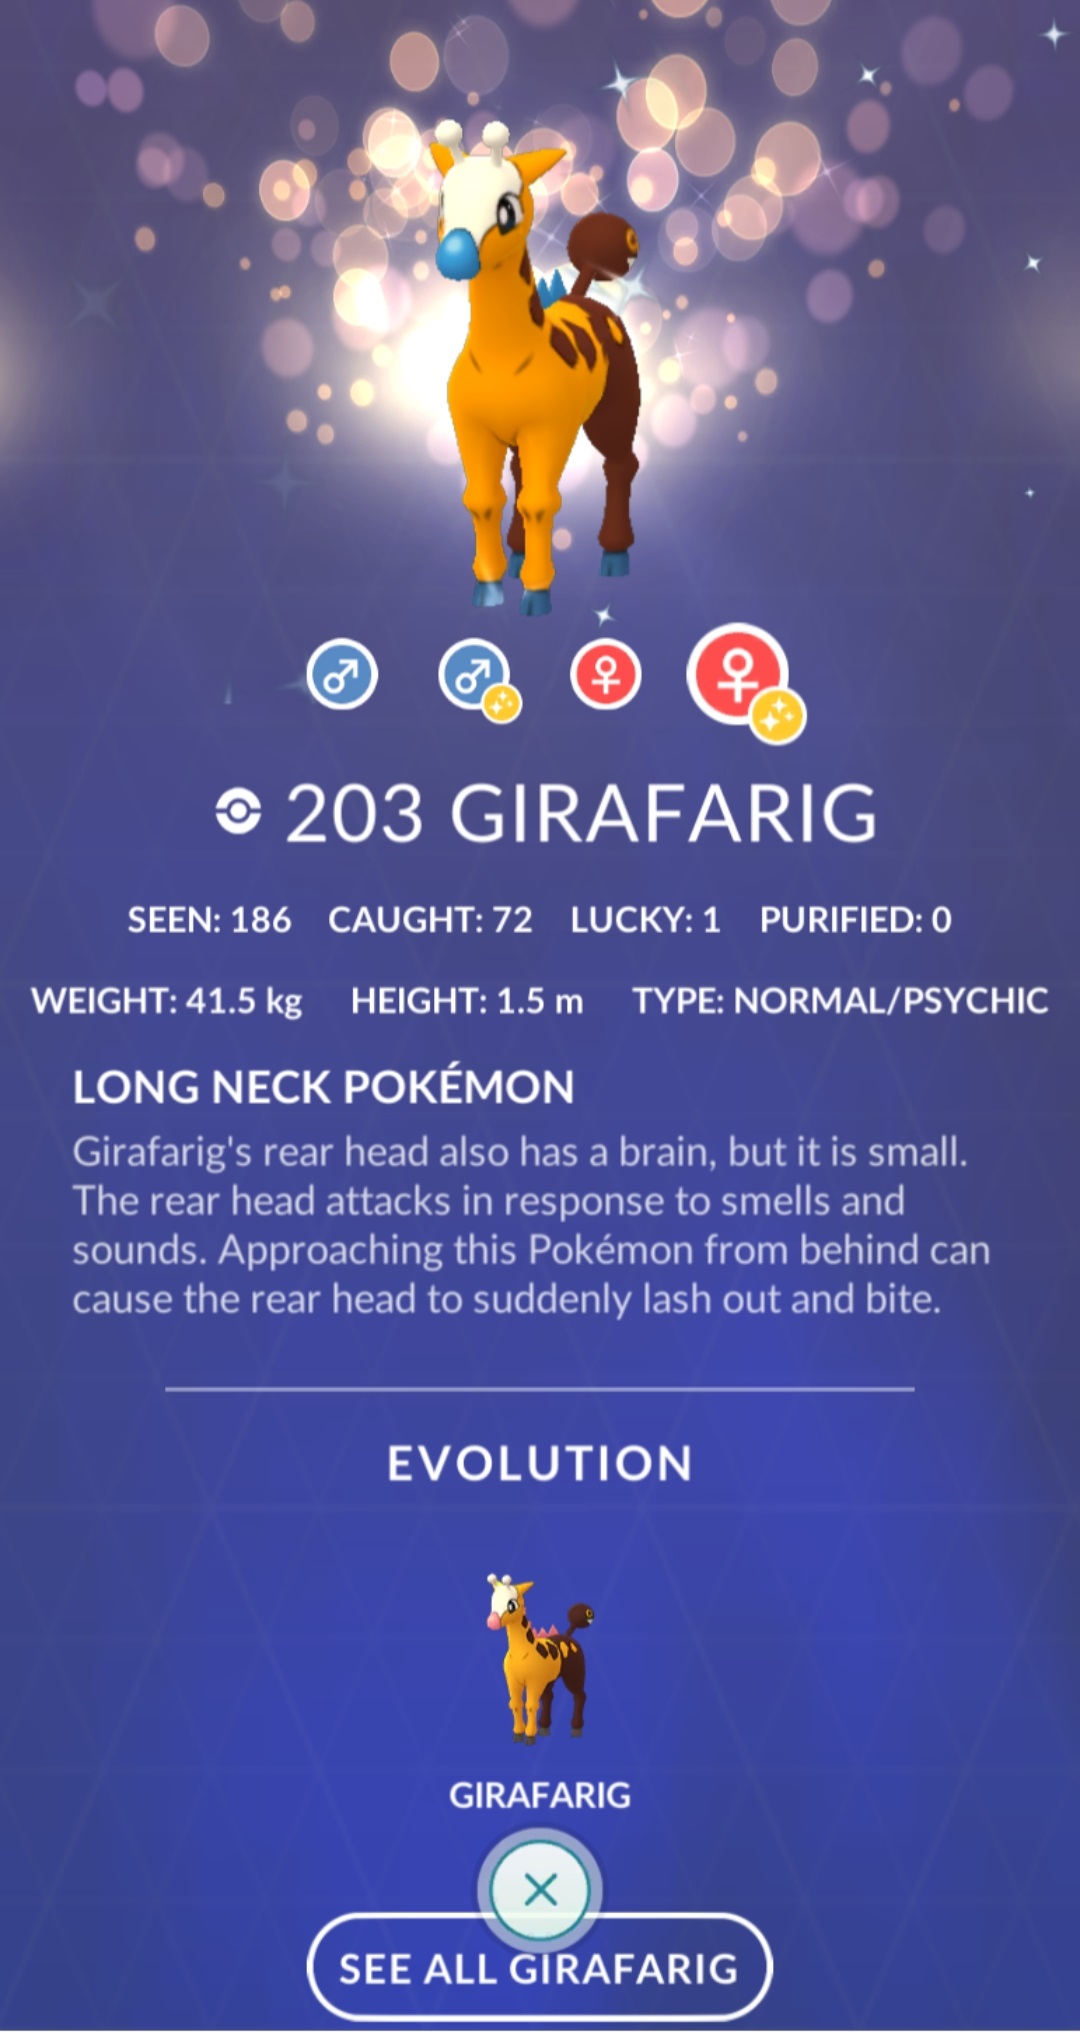 203 GIRAFARIG
SEEN: 186 CAUGHT: 72 LUCKY: 1 PURIFIED: 0
WEIGHT: 41.5 kg HEIGHT: 1.5 m TYPE: NORMAL/PSYCHIC
LONG NECK POKÉMON
Girafarig's rear head also has a brain, but it is small.
The rear head attacks in response to smells and
sounds. Approaching this Pokémon from behind can
cause the rear head to suddenly lash out and bite.
EVOLUTION
GIRAFARIG
SEE ALL GIRAFARIG